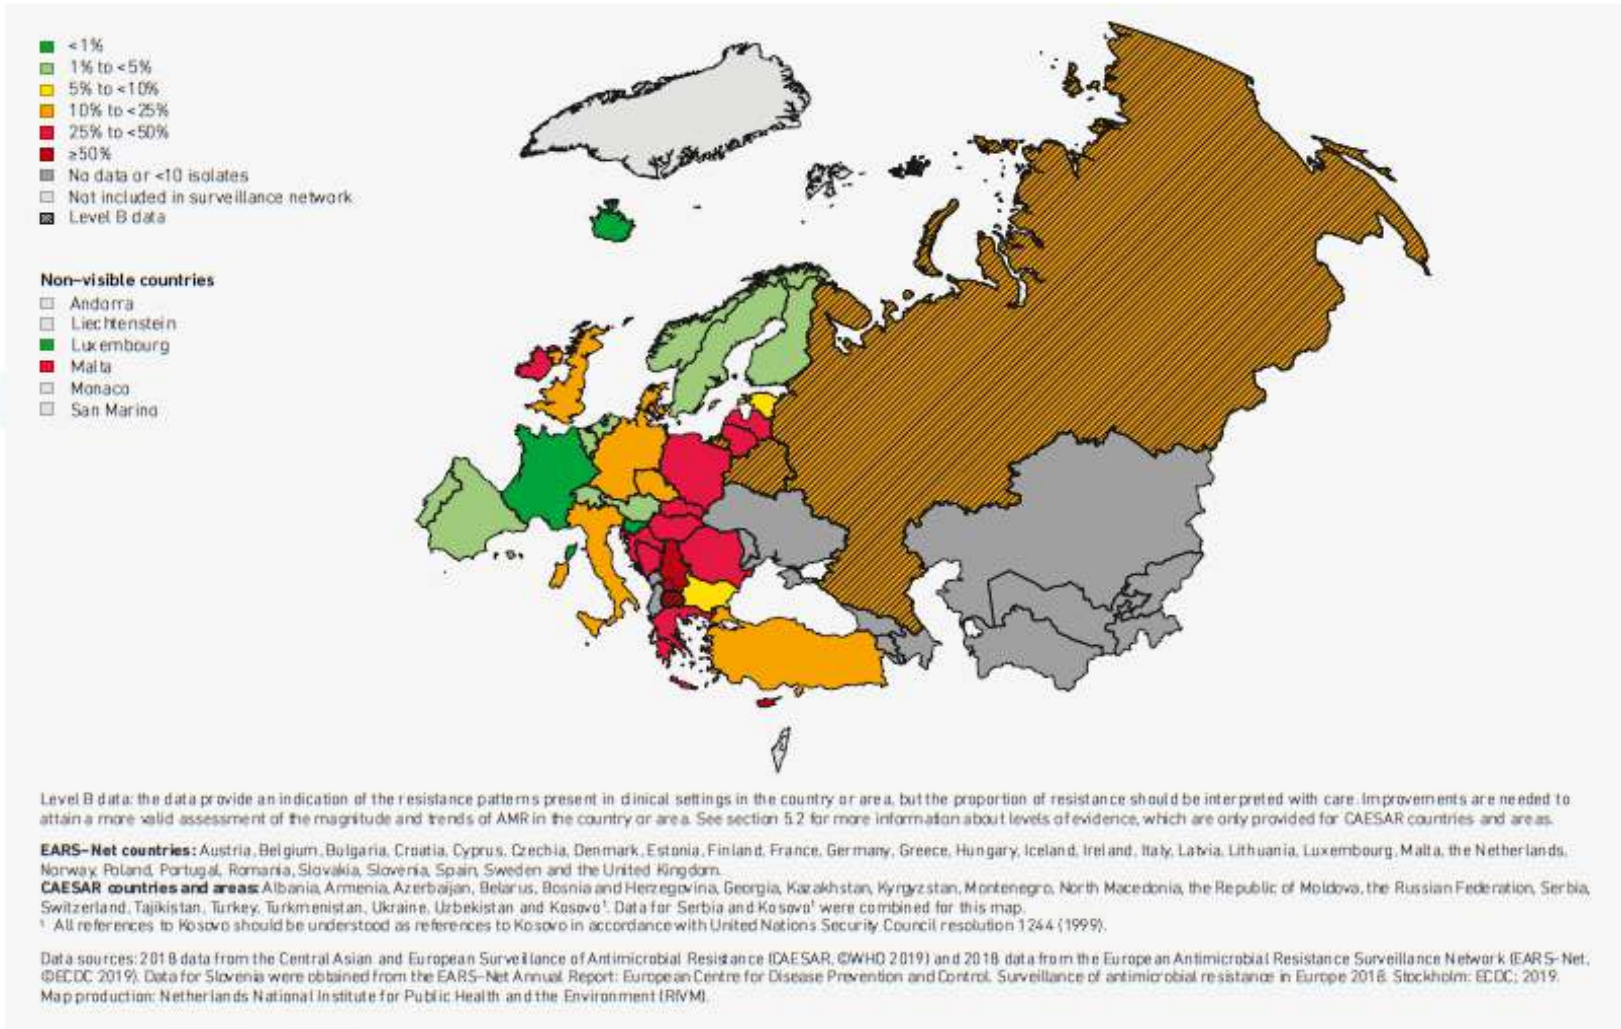 <1%
1% to <5%
5% to <10%
10% to <25%
25% to <50%
≥50%
No data or <10 isolates
Not included in surveillance network
Level B data
Non–visible countries
Andorra
Liechtenstein
Luxembourg
Malta
Monaco
San Marino
Level B data: the data provide an indication of the resistance patterns present in clinical settings in the country or area, but the proportion of resistance should be interpreted with care. Improvements are needed to
attain a more valid assessment of the magnitude and trends of AMR in the country or area. See section 5.2 for more information about levels of evidence, which are only provided for CAESAR countries and areas.
EARS–Net countries: Austria, Belgium, Bulgaria, Croatia, Cyprus, Czechia, Denmark, Estonia, Finland, France, Germany, Greece, Hungary, Iceland, Ireland, Italy, Latvia, Lithuania, Luxembourg, Malta, the Netherlands,
Norway, Poland, Portugal, Romania, Slovakia, Slovenia, Spain, Sweden and the United Kingdom.
CAESAR countries and areas: Albania, Armenia, Azerbaijan, Belarus, Bosnia and Herzegovina, Georgia, Kazakhstan, Kyrgyzstan, Montenegro, North Macedonia, the Republic of Moldova, the Russian Federation, Serbia,
Switzerland, Tajikistan, Turkey, Turkmenistan, Ukraine, Uzbekistan and Kosovo¹. Data for Serbia and Kosovo¹ were combined for this map.
¹ All references to Kosovo should be understood as references to Kosovo in accordance with United Nations Security Council resolution 1244 (1999).
Data sources: 2018 data from the Central Asian and European Surveillance of Antimicrobial Resistance (CAESAR, ©WHO 2019) and 2018 data from the European Antimicrobial Resistance Surveillance Network (EARS-Net,
©ECDC 2019). Data for Slovenia were obtained from the EARS–Net Annual Report: European Centre for Disease Prevention and Control. Surveillance of antimicrobial resistance in Europe 2018. Stockholm: ECDC; 2019.
Map production: Netherlands National Institute for Public Health and the Environment (RIVM).